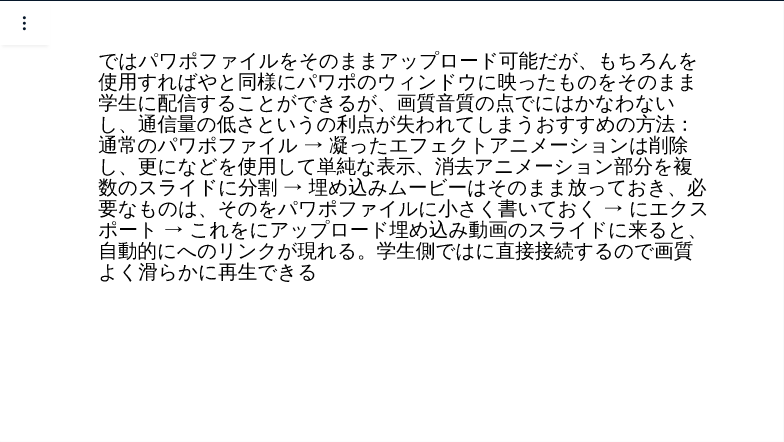 ではパワポファイルをそのままアップロード可能だが、もちろんを
使用すればやと同様にパワポのウィンドウに映ったものをそのまま
学生に配信することができるが、画質音質の点でにはかなわない
し、通信量の低さというの利点が失われてしまうおすすめの方法：
通常のパワポファイル → 凝ったエフェクトアニメーションは削除
し、更になどを使用して単純な表示、消去アニメーション部分を複
数のスライドに分割 → 埋め込みムービーはそのまま放っておき、必
要なものは、そのをパワポファイルに小さく書いておく → にエクス
ポート → これをにアップロード埋め込み動画のスライドに来ると、
自動的にへのリンクが現れる。学生側ではに直接接続するので画質
よく滑らかに再生できる